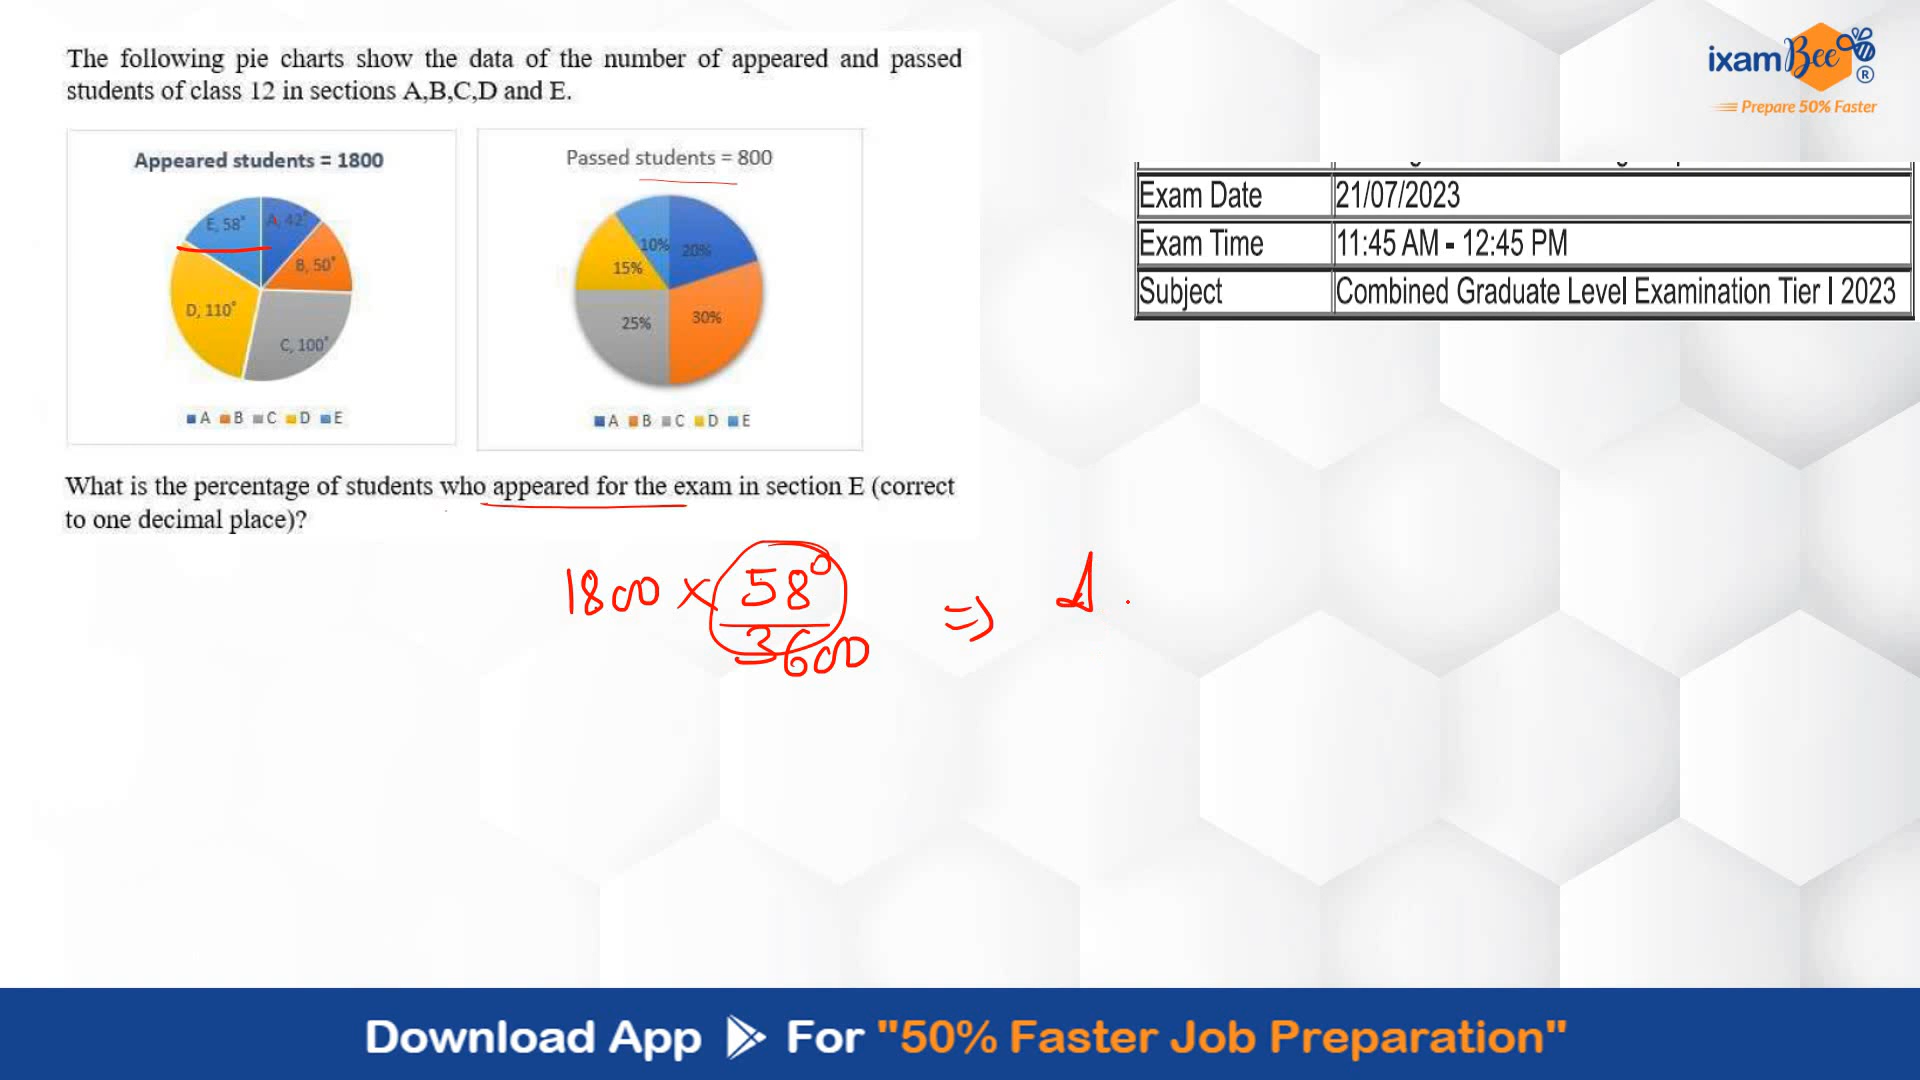 The following pie charts show the data of the number of appeared and passed
students of class 12 in sections A,B,C,D and E.
ixamBee
®
Prepare 50% Faster
Appeared students = 1800
E, 58°
A, 42°
B, 50°
D, 110°
C, 100°
A B C D E
Passed students = 800
10%
20%
15%
25%
30%
A B C D E
Exam Date 21/07/2023
Exam Time 11:45 AM - 12:45 PM
Subject Combined Graduate Level Examination Tier I 2023
What is the percentage of students who appeared for the exam in section E (correct
to one decimal place)?
1800 × 58°
3600
⇒
Download App For "50% Faster Job Preparation"